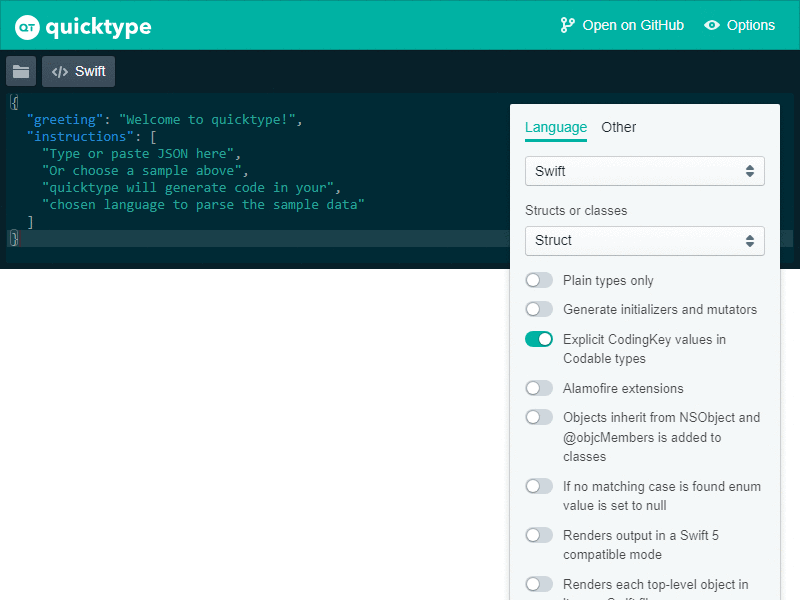 QT quicktype
Open on GitHub
Options
</> Swift
{
"greeting": "Welcome to quicktype!",
"instructions": [
"Type or paste JSON here",
"Or choose a sample above",
"quicktype will generate code in your",
"chosen language to parse the sample data"
]
}
Language Other
Swift
Structs or classes
Struct
Plain types only
Generate initializers and mutators
Explicit CodingKey values in
Codable types
Alamofire extensions
Objects inherit from NSObject and
@objcMembers is added to
classes
If no matching case is found enum
value is set to null
Renders output in a Swift 5
compatible mode
Renders each top-level object in